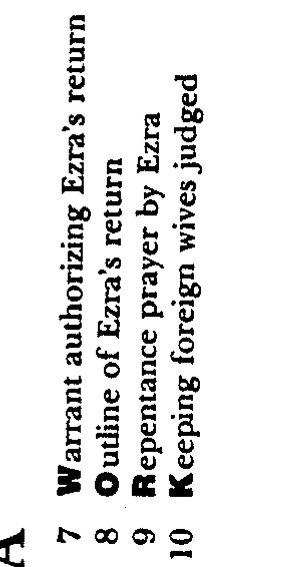 A
7 Warrant authorizing Ezra's return
8 Outline of Ezra's return
9 Repentance prayer by Ezra
10 Keeping foreign wives judged